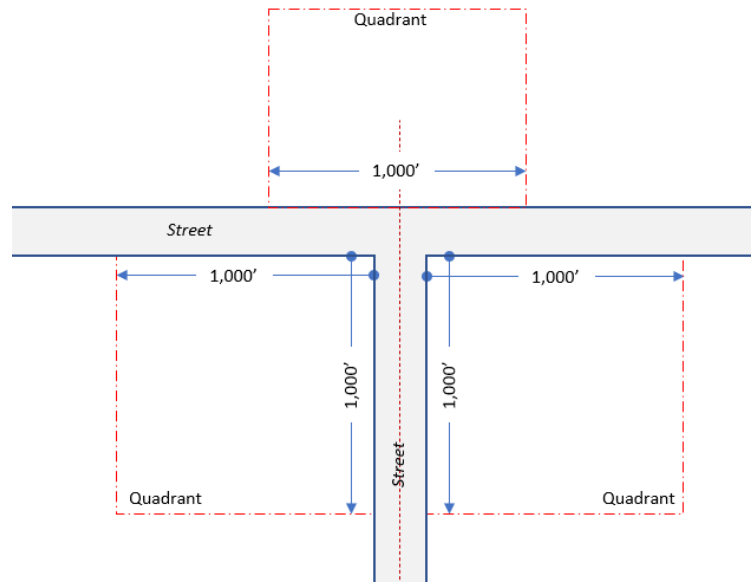 Quadrant
1,000’
Street
1,000’
1,000’
1,000’
1,000’
Street
Quadrant
Quadrant